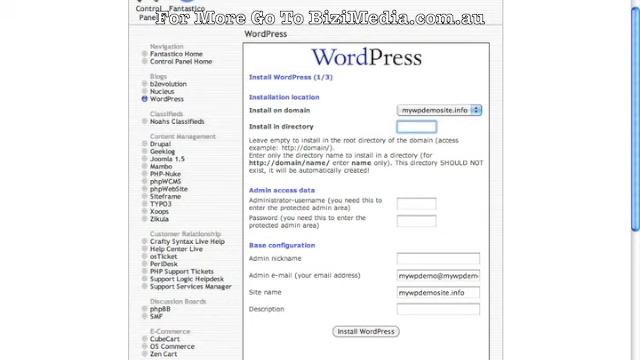 Control
Panel
Fantastico
For More Go To BiziMedia.com.au
Navigation
Fantastico Home
Control Panel Home
Blogs
b2evolution
Nucleus
WordPress
Classifieds
Noahs Classifieds
Content Management
Drupal
Geeklog
Joomla 1.5
Mambo
PHP-Nuke
phpWCMS
phpWebSite
Siteframe
TYPO3
Xoops
Zikula
Customer Relationship
Crafty Syntax Live Help
Help Center Live
osTicket
PerlDesk
PHP Support Tickets
Support Logic Helpdesk
Support Services Manager
Discussion Boards
phpBB
SMF
E-Commerce
CubeCart
OS Commerce
Zen Cart
WordPress
WordPress
Install WordPress (1/3)
Installation location
Install on domain
mywpdemosite.info
Install in directory
Leave empty to install in the root directory of the domain (access
example: http://domain/).
Enter only the directory name to install in a directory (for
http://domain/name/ enter name only). This directory SHOULD NOT
exist, it will be automatically created!
Admin access data
Administrator-username (you need this to
enter the protected admin area)
Password (you need this to enter the
protected admin area)
Base configuration
Admin nickname
Admin e-mail (your email address)
mywpdemo@mywpdem
Site name
mywpdemosite.info
Description
Install WordPress